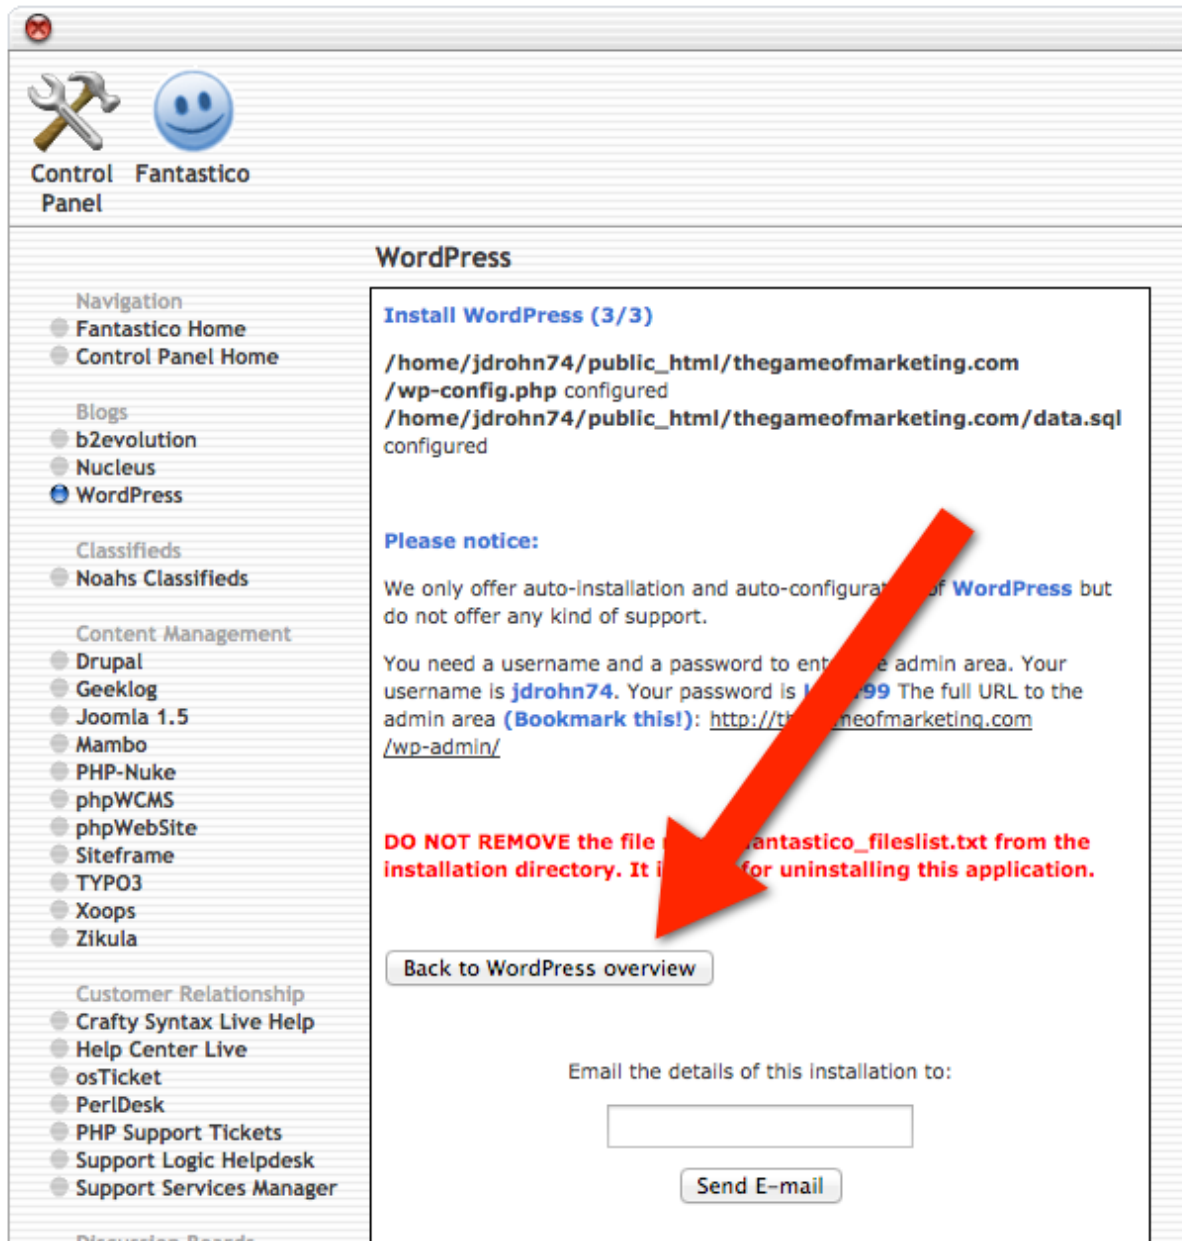 Control Panel
Fantastico
WordPress
Navigation
Fantastico Home
Control Panel Home
Blogs
b2evolution
Nucleus
WordPress
Classifieds
Noahs Classifieds
Content Management
Drupal
Geeklog
Joomla 1.5
Mambo
PHP-Nuke
phpWCMS
phpWebSite
Siteframe
TYPO3
Xoops
Zikula
Customer Relationship
Crafty Syntax Live Help
Help Center Live
osTicket
PerlDesk
PHP Support Tickets
Support Logic Helpdesk
Support Services Manager
Discussion Boards
Install WordPress (3/3)
/home/jdrohn74/public_html/thegameofmarketing.com
/wp-config.php configured
/home/jdrohn74/public_html/thegameofmarketing.com/data.sql
configured
Please notice:
We only offer auto-installation and auto-configurat of WordPress but
do not offer any kind of support.
You need a username and a password to ent e admin area. Your
username is jdrohn74. Your password is 99 The full URL to the
admin area (Bookmark this!): http://th meofmarketing.com
/wp-admin/
DO NOT REMOVE the file antastico_fileslist.txt from the
installation directory. It for uninstalling this application.
Back to WordPress overview
Email the details of this installation to:
Send E-mail